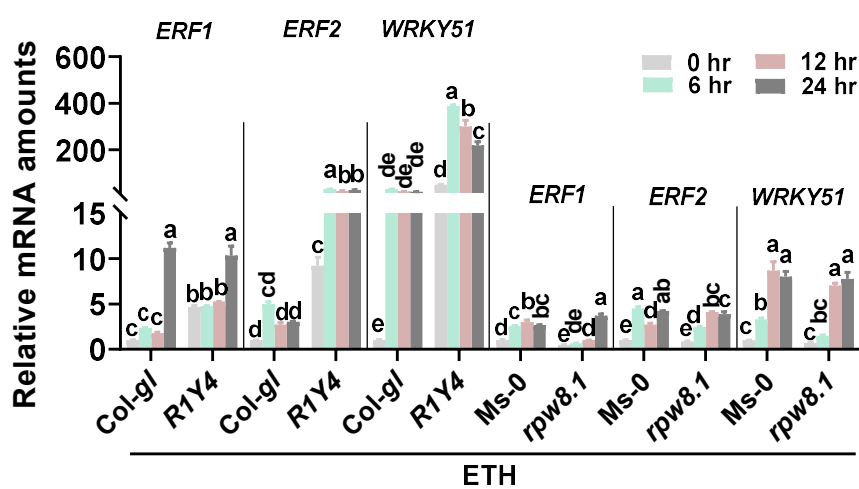 ERF1 ERF2 WRKY51
Relative mRNA amounts
600
400
200
15
10
5
0
0 hr 12 hr
6 hr 24 hr
c c c a b b b a
d cd d d c a b b
e de de de d a b c
ERF1 ERF2 WRKY51
d c b bc e de d a
e a d ab d c bc c
c b a a c bc a a
Col-gl R1Y4 Col-gl R1Y4 Col-gl R1Y4 Ms-0 rpw8.1 Ms-0 rpw8.1 Ms-0 rpw8.1
ETH